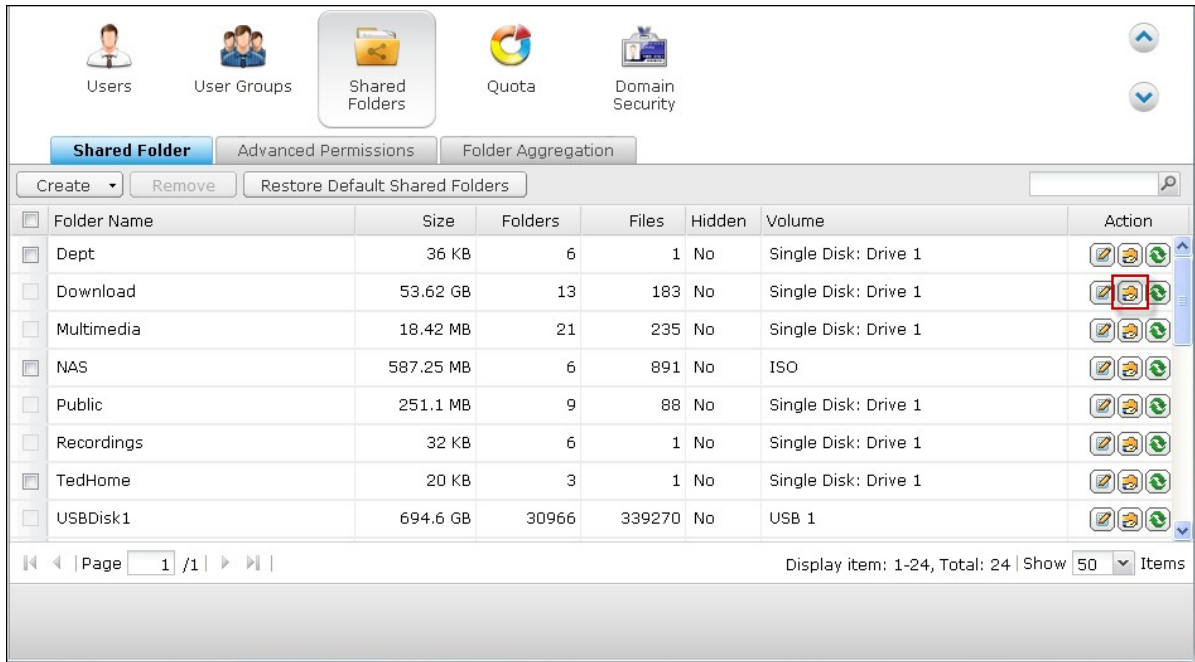 Users User Groups Shared Folders Quota Domain Security
Shared Folder Advanced Permissions Folder Aggregation
Create Remove Restore Default Shared Folders
Folder Name Size Folders Files Hidden Volume Action
Dept 36 KB 6 1 No Single Disk: Drive 1
Download 53.62 GB 13 183 No Single Disk: Drive 1
Multimedia 18.42 MB 21 235 No Single Disk: Drive 1
NAS 587.25 MB 6 891 No ISO
Public 251.1 MB 9 88 No Single Disk: Drive 1
Recordings 32 KB 6 1 No Single Disk: Drive 1
TedHome 20 KB 3 1 No Single Disk: Drive 1
USBDisk1 694.6 GB 30966 339270 No USB 1
Page 1 /1 Display item: 1-24, Total: 24 Show 50 Items